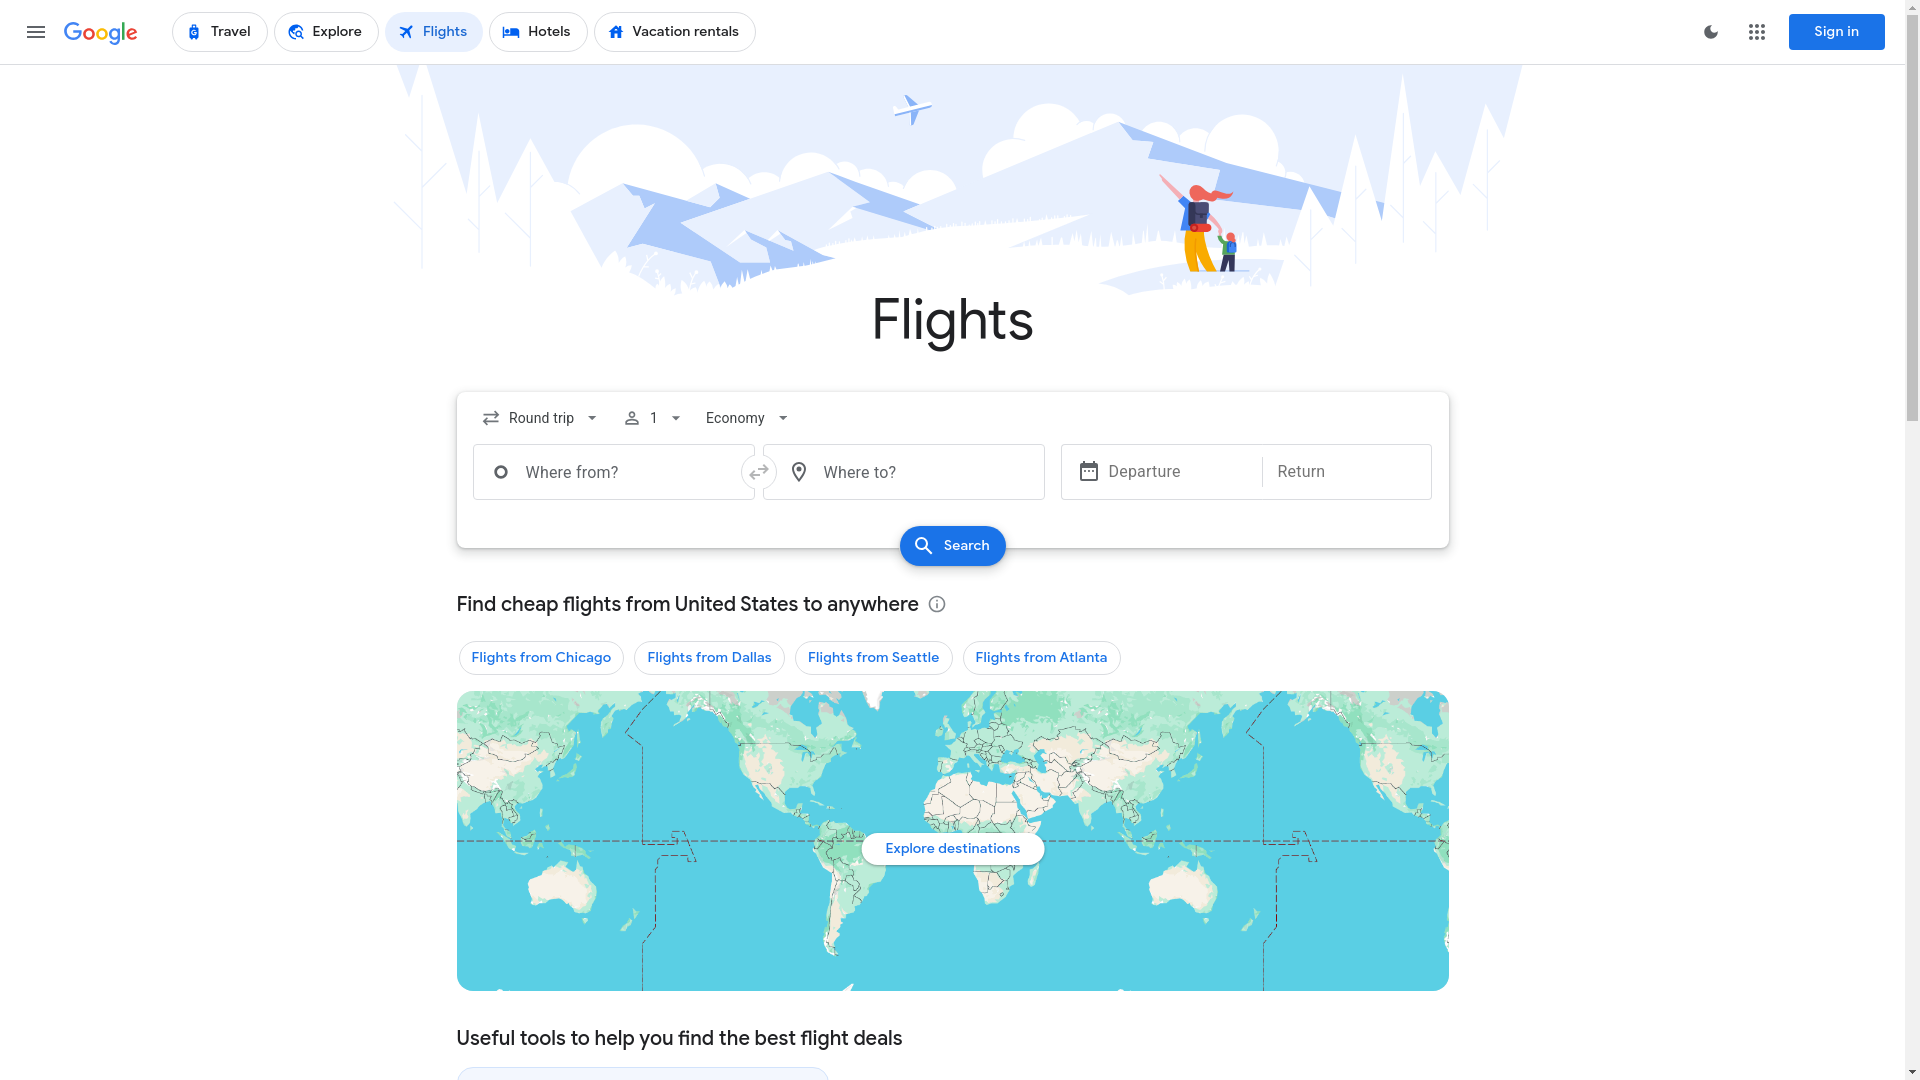 Google
Travel
Explore
Flights
Hotels
Vacation rentals
Sign in
Flights
Round trip
1
Economy
Where from?
Where to?
Departure
Return
Search
Find cheap flights from United States to anywhere
Flights from Chicago
Flights from Dallas
Flights from Seattle
Flights from Atlanta
Explore destinations
Useful tools to help you find the best flight deals